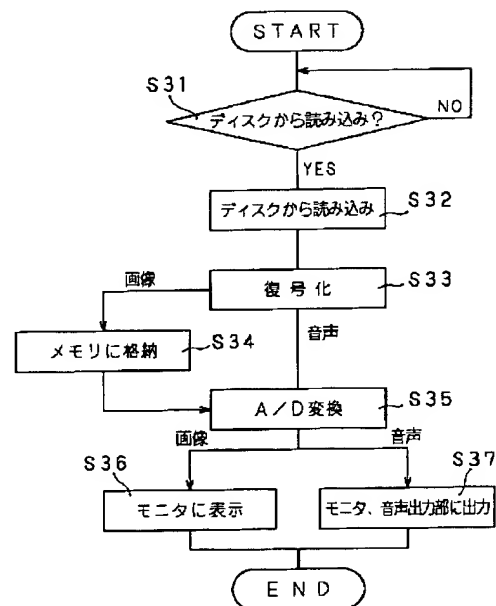 START
S31
ディスクから読み込み?
NO
YES
ディスクから読み込み
S32
画像
復号化
S33
メモリに格納
S34
音声
A/D変換
S35
画像
音声
S36
モニタに表示
S37
モニタ、音声出力部に出力
END